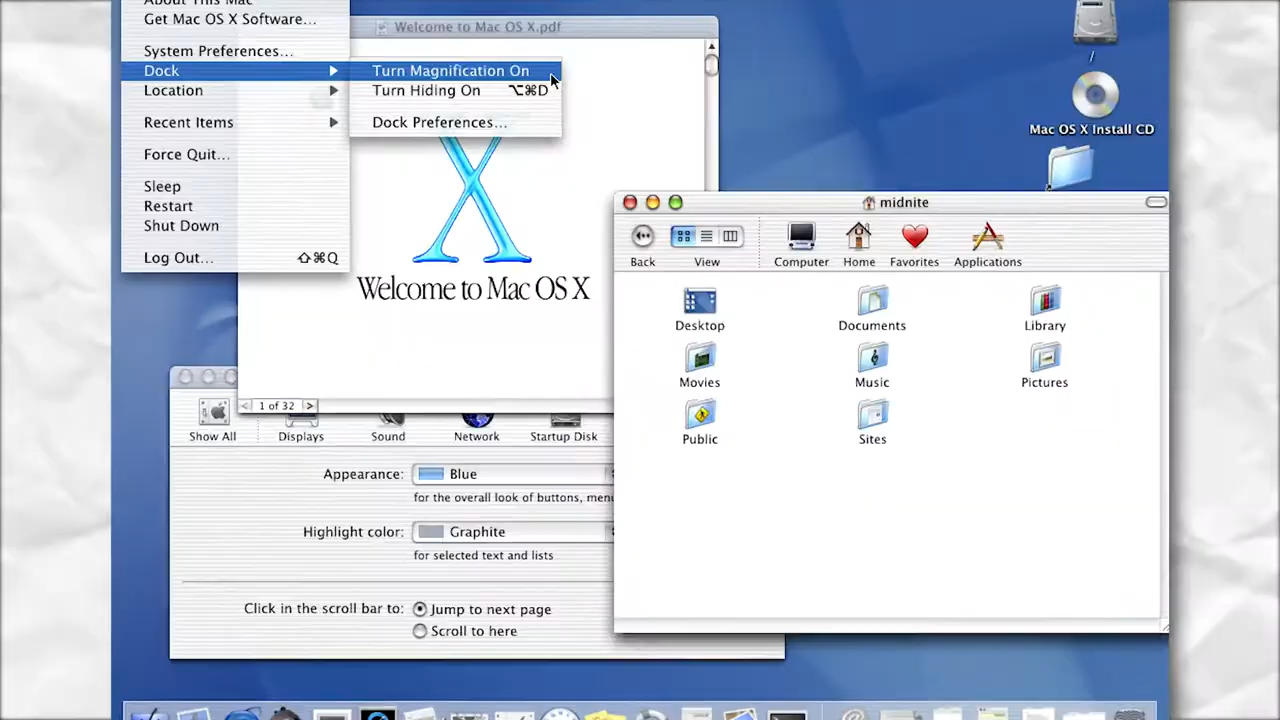 About This Mac
Get Mac OS X Software...
System Preferences...
Dock
Location
Recent Items
Force Quit...
Sleep
Restart
Shut Down
Log Out... ⇧⌘Q
Turn Magnification On
Turn Hiding On ⌥⌘D
Dock Preferences...
Welcome to Mac OS X.pdf
Welcome to Mac OS X
1 of 32
/
Mac OS X Install CD
midnite
Back
View
Computer
Home
Favorites
Applications
Desktop
Documents
Library
Movies
Music
Pictures
Public
Sites
Show All
Displays
Sound
Network
Startup Disk
Appearance: Blue
for the overall look of buttons, menu
Highlight color: Graphite
for selected text and lists
Click in the scroll bar to: Jump to next page
Scroll to here